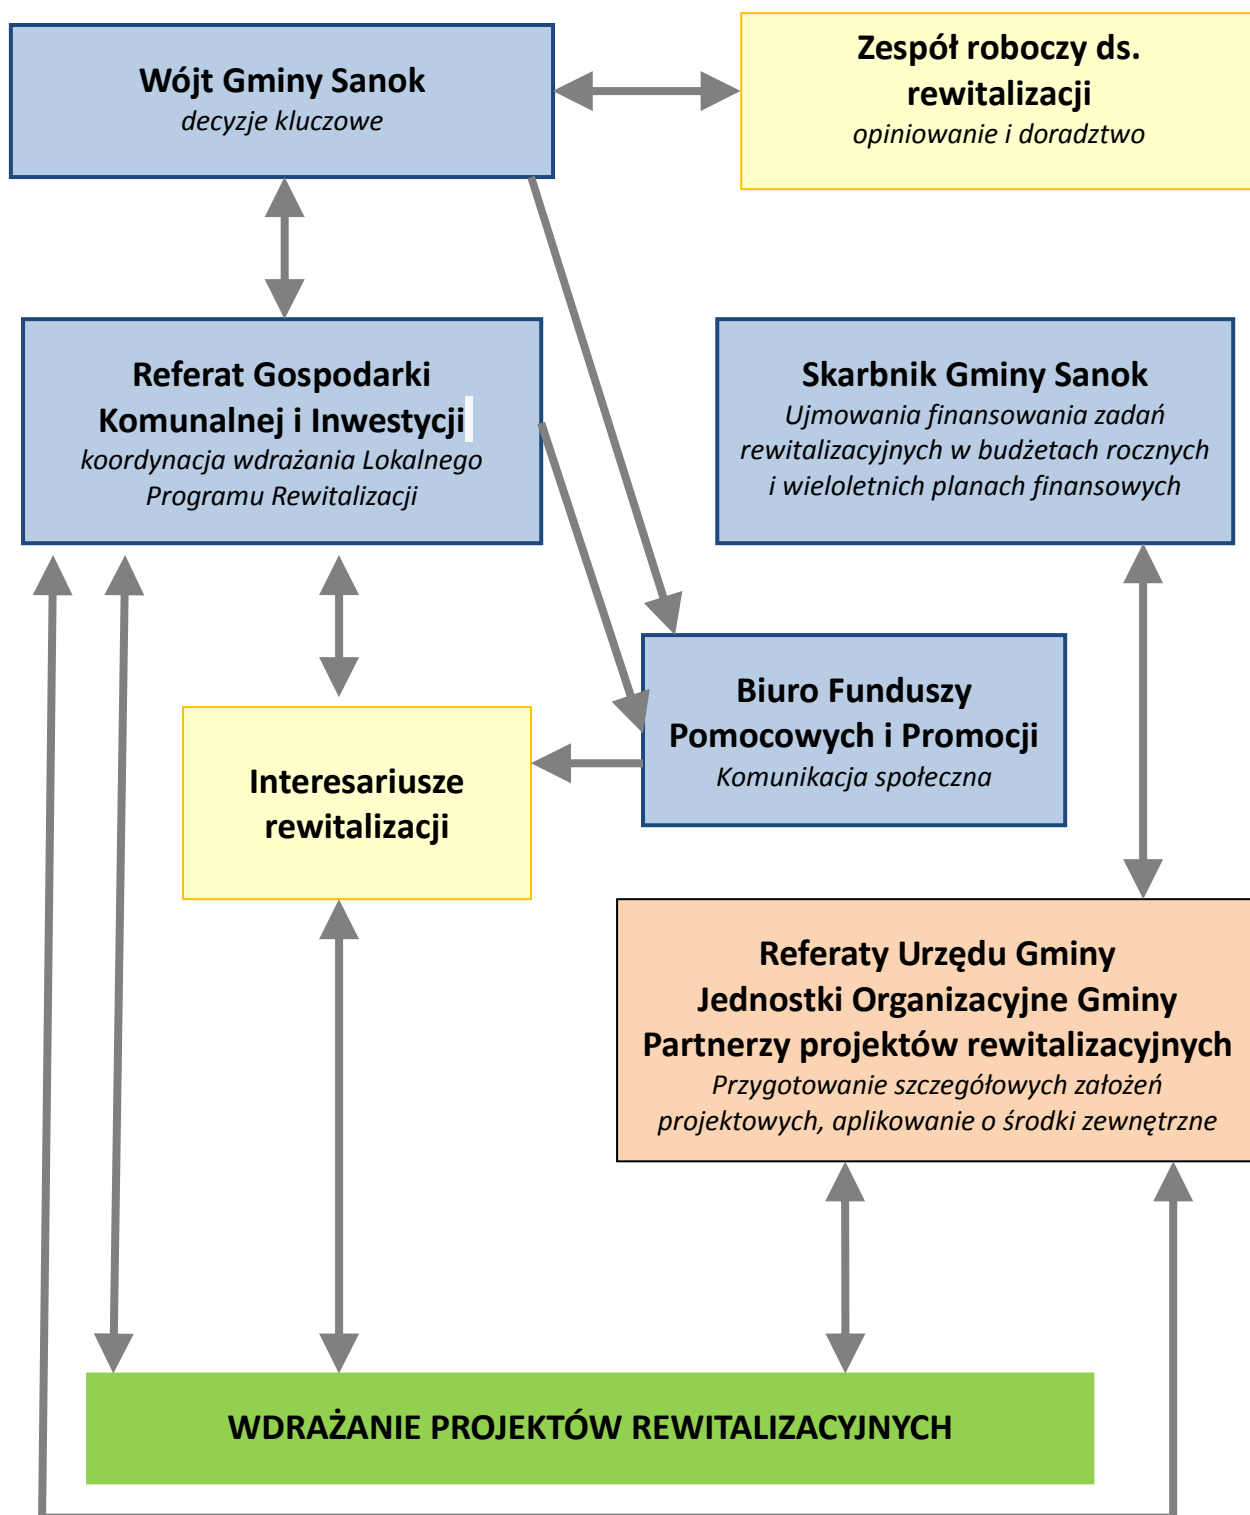 Wójt Gminy Sanok
decyzje kluczowe
Zespół roboczy ds.
rewitalizacji
opiniowanie i doradztwo
Referat Gospodarki
Komunalnej i Inwestycji
koordynacja wdrażania Lokalnego
Programu Rewitalizacji
Skarbnik Gminy Sanok
Ujmowania finansowania zadań
rewitalizacyjnych w budżetach rocznych
i wieloletnich planach finansowych
Biuro Funduszy
Pomocowych i Promocji
Komunikacja społeczna
Interesariusze
rewitalizacji
Referaty Urzędu Gminy
Jednostki Organizacyjne Gminy
Partnerzy projektów rewitalizacyjnych
Przygotowanie szczegółowych założeń
projektowych, aplikowanie o środki zewnętrzne
WDRAŻANIE PROJEKTÓW REWITALIZACYJNYCH